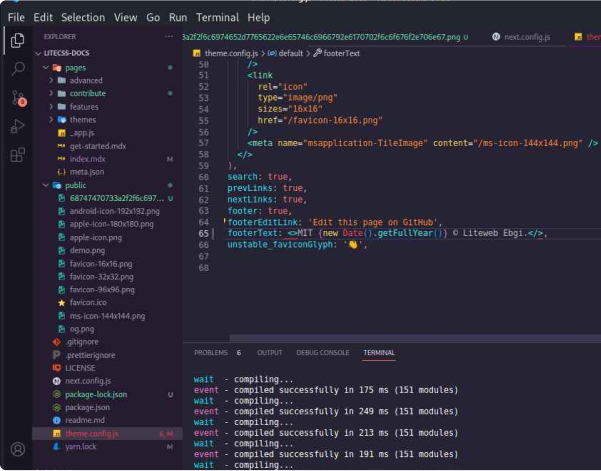 File Edit Selection View Go Run Terminal Help
EXPLORER
LITECSS-DOCS
pages
advanced
contribute
features
themes
_app.js
get-started.mdx
index.mdx M
meta.json
public
68747470733a2f2f6c697... U
android-icon-192x192.png
apple-icon-180x180.png
apple-icon.png
demo.png
favicon-16x16.png
favicon-32x32.png
favicon-96x96.png
favicon.ico
ms-icon-144x144.png
og.png
.gitignore
.prettierignore
LICENSE
next.config.js
package-lock.json U
package.json
readme.md
theme.config.js 6, M
yarn.lock M
3a2f2f6c6974652d7765622e6e65746c6966792e6170702f6c6f676f2e706e67.png U next.config.js theme
theme.config.js > default > footerText
50 />
51 <link
52 rel="icon"
53 type="image/png"
54 sizes="16x16"
55 href="/favicon-16x16.png"
56 />
57 <meta name="msapplication-TileImage" content="/ms-icon-144x144.png" />
58 </>
59 ),
60 search: true,
61 prevLinks: true,
62 nextLinks: true,
63 footer: true,
64 footerEditLink: 'Edit this page on GitHub',
65 footerText: <>MIT {new Date().getFullYear()} © Liteweb Ebgi.</>,
66 unstable_faviconGlyph: '👋',
67
68
PROBLEMS 6 OUTPUT DEBUG CONSOLE TERMINAL
wait - compiling...
event - compiled successfully in 175 ms (151 modules)
wait - compiling...
event - compiled successfully in 249 ms (151 modules)
wait - compiling...
event - compiled successfully in 213 ms (151 modules)
wait - compiling...
event - compiled successfully in 191 ms (151 modules)
wait - compiling...